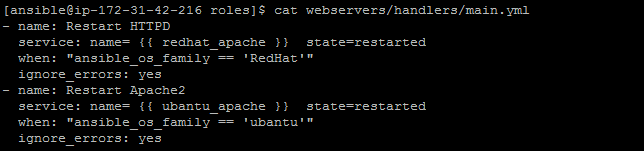 [ansible@ip-172-31-42-216 roles]$ cat webservers/handlers/main.yml
- name: Restart HTTPD
  service: name= {{ redhat_apache }}  state=restarted
  when: "ansible_os_family == 'RedHat'"
  ignore_errors: yes
- name: Restart Apache2
  service: name= {{ ubantu_apache }}  state=restarted
  when: "ansible_os_family == 'ubantu'"
  ignore_errors: yes